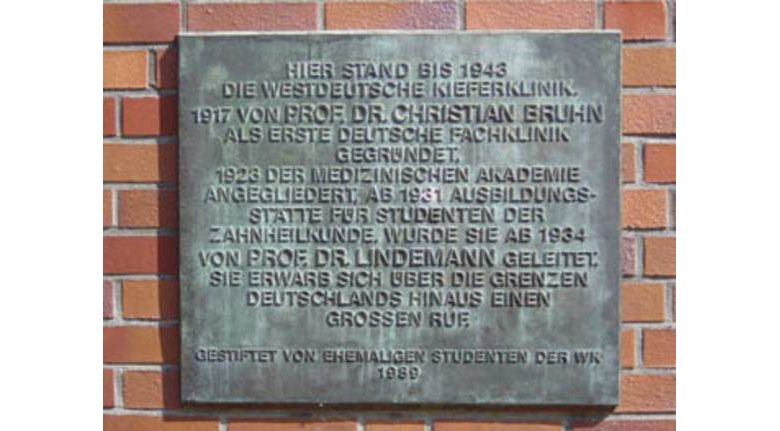 HIER STAND BIS 1943
DIE WESTDEUTSCHE KIEFERKLINIK.
1917 VON PROF. DR. CHRISTIAN BRUHN
ALS ERSTE DEUTSCHE FACHKLINIK
GEGRÜNDET.
1923 DER MEDIZINISCHEN AKADEMIE
ANGEGLIEDERT, AB 1931 AUSBILDUNGS-
STÄTTE FÜR STUDENTEN DER
ZAHNHEILKUNDE, WURDE SIE AB 1934
VON PROF. DR. LINDEMANN GELEITET.
SIE ERWARB SICH ÜBER DIE GRENZEN
DEUTSCHLANDS HINAUS EINEN
GROSSEN RUF.
GESTIFTET VON EHEMALIGEN STUDENTEN DER WK
1989